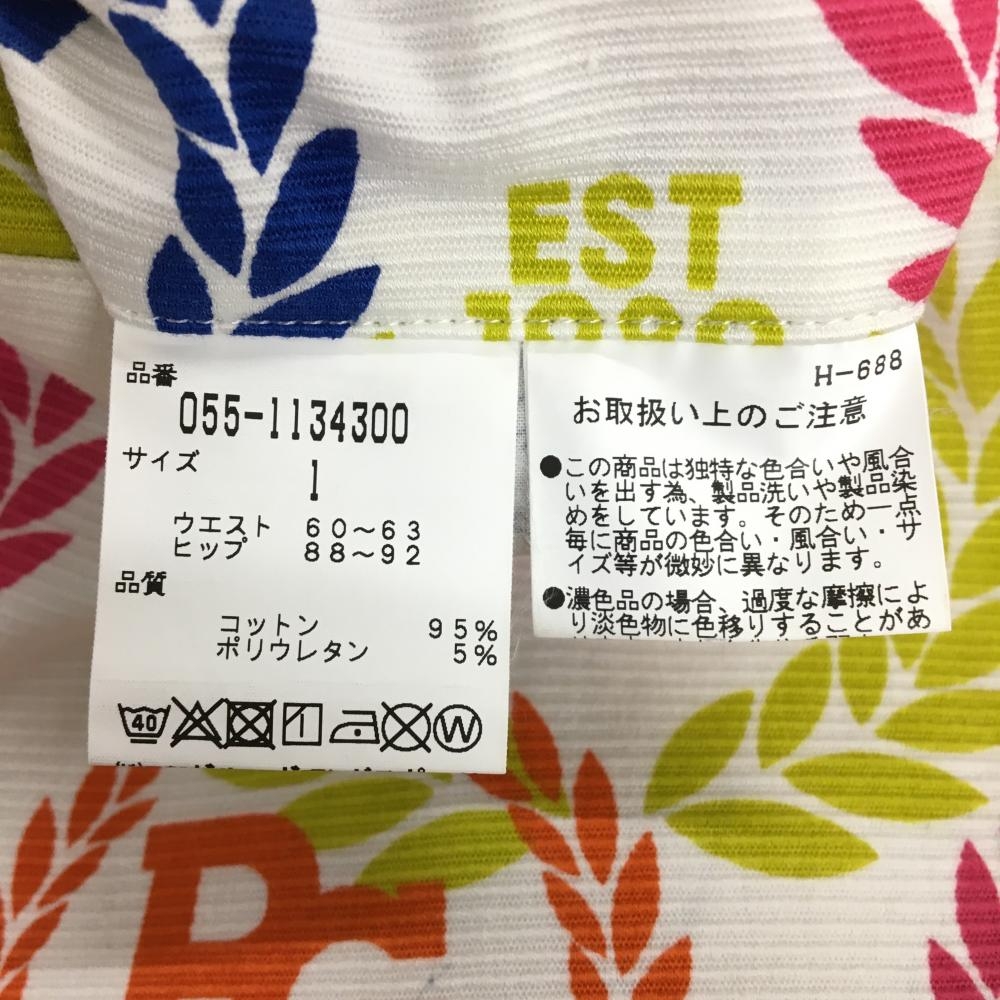 EST
品番
055-1134300
サイズ
1
ウエスト 60～63
ヒップ 88～92
品質
コットン 95%
ポリウレタン 5%
40
W
H-688
お取扱い上のご注意
●この商品は独特な色合いや風合
いを出す為、製品洗いや製品染
めをしています。そのため一点
毎に商品の色合い・風合い・サ
イズ等が微妙に異なります。
●濃色品の場合、過度な摩擦によ
り淡色物に色移りすることがあ